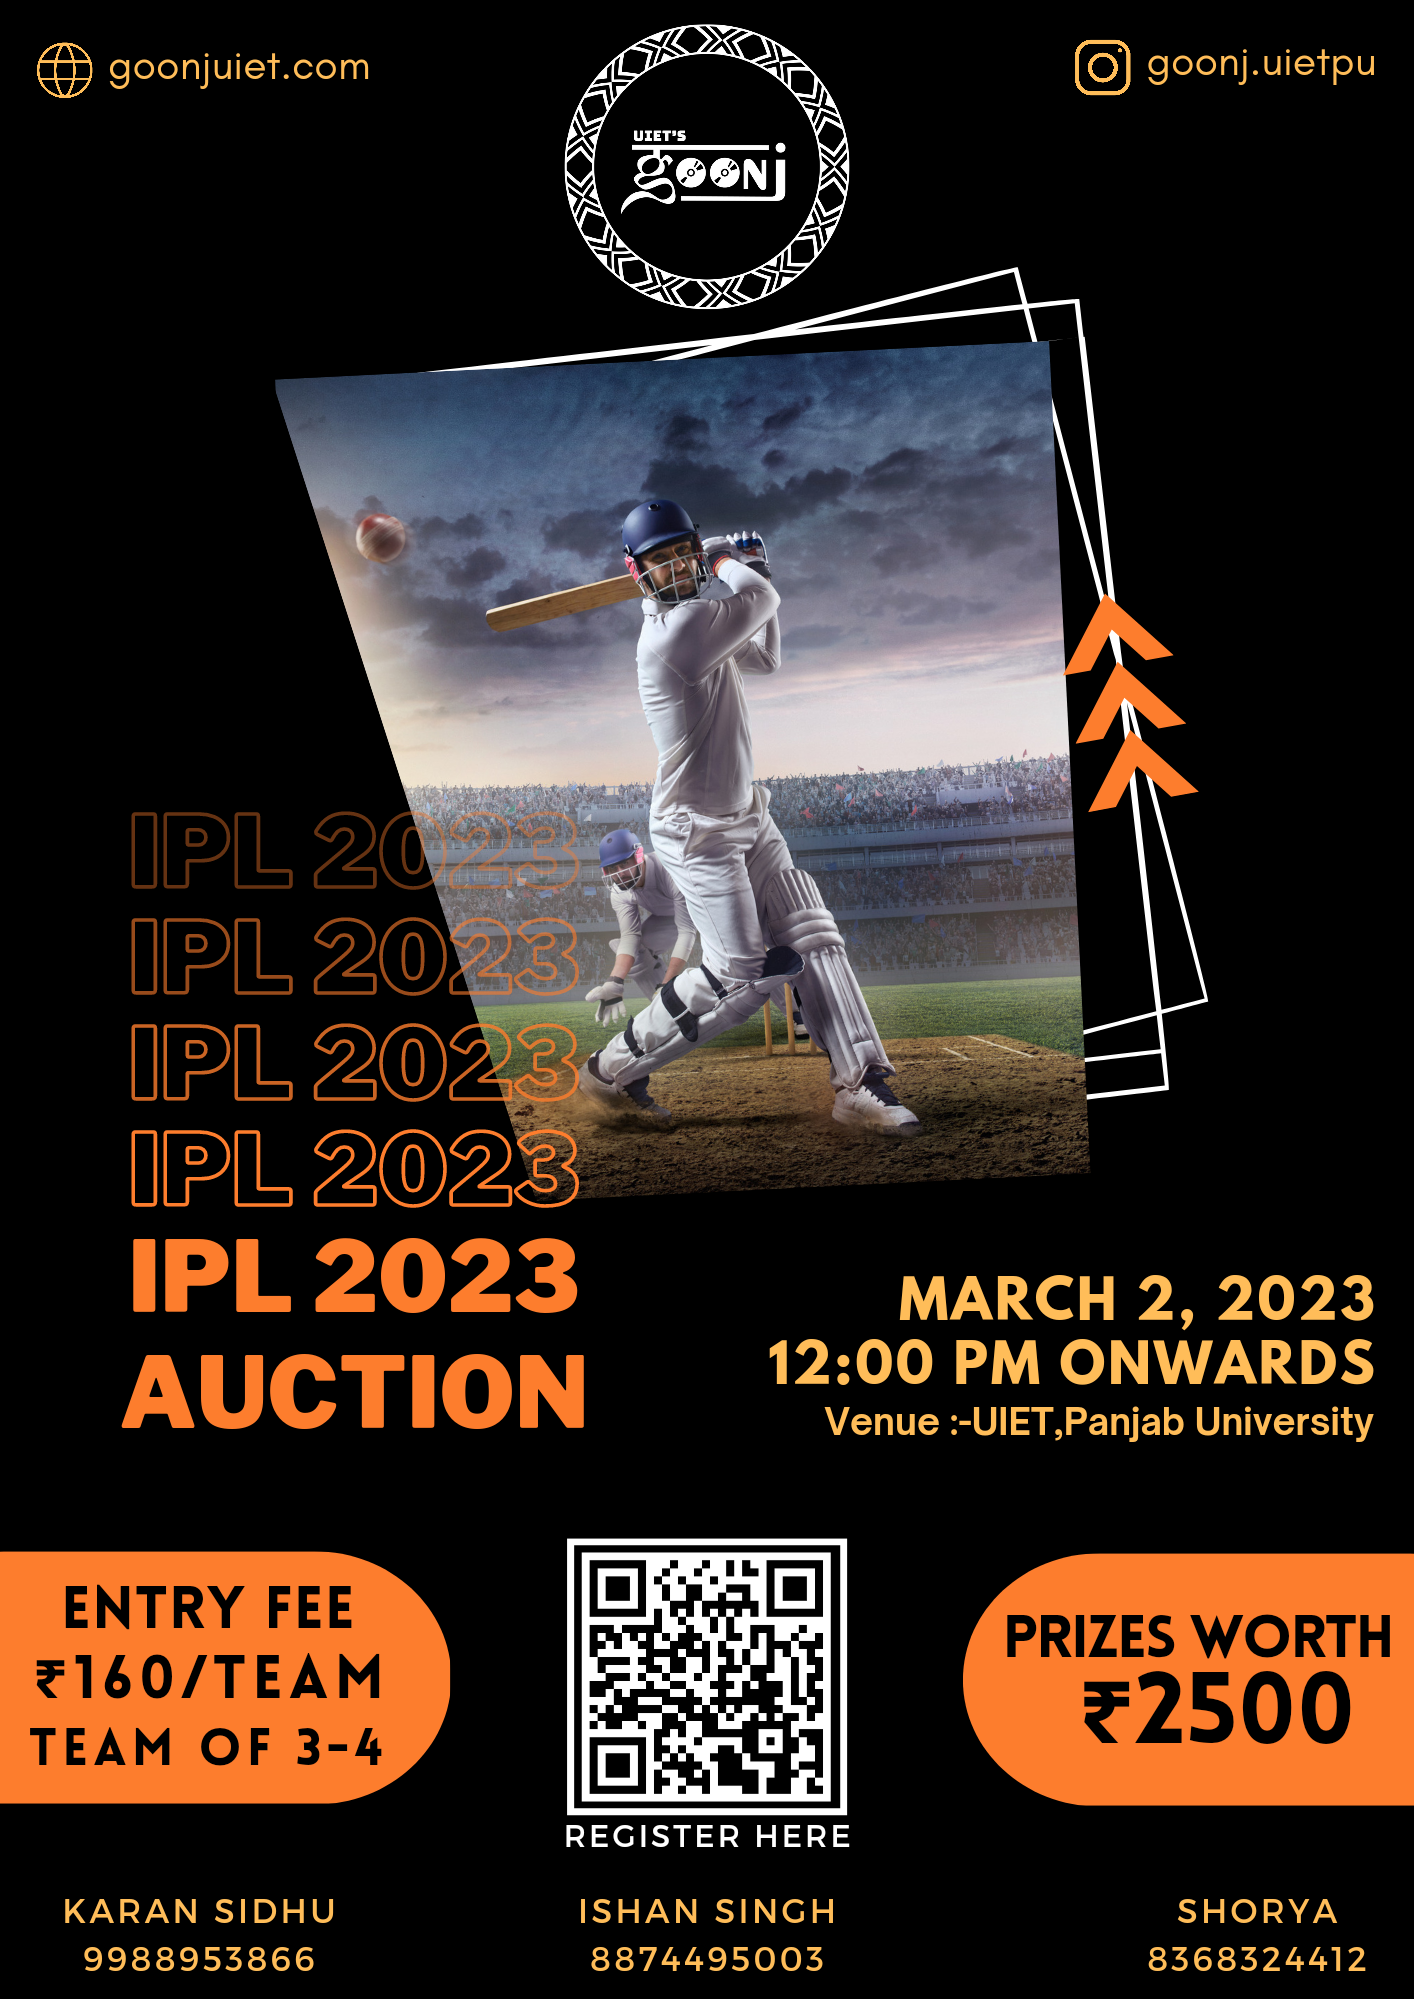 goonjuiet.com
goonj.uietpu
UIET'S
goonj
IPL 2023
IPL 2023
IPL 2023
IPL 2023
IPL 2023
AUCTION
MARCH 2, 2023
12:00 PM ONWARDS
Venue :-UIET,Panjab University
ENTRY FEE
₹160/TEAM
TEAM OF 3-4
REGISTER HERE
PRIZES WORTH
₹2500
KARAN SIDHU
9988953866
ISHAN SINGH
8874495003
SHORYA
8368324412